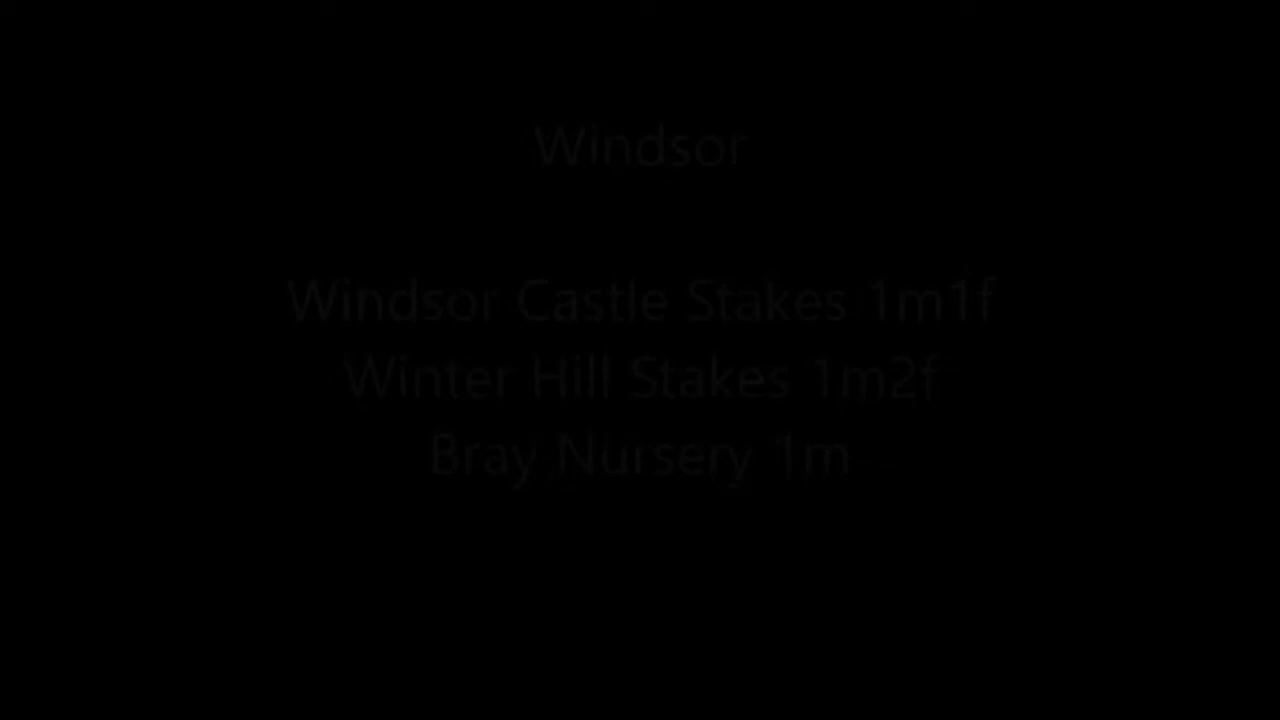 Windsor
Windsor Castle Stakes 1m1f
Winter Hill Stakes 1m2f
Bray Nursery 1m